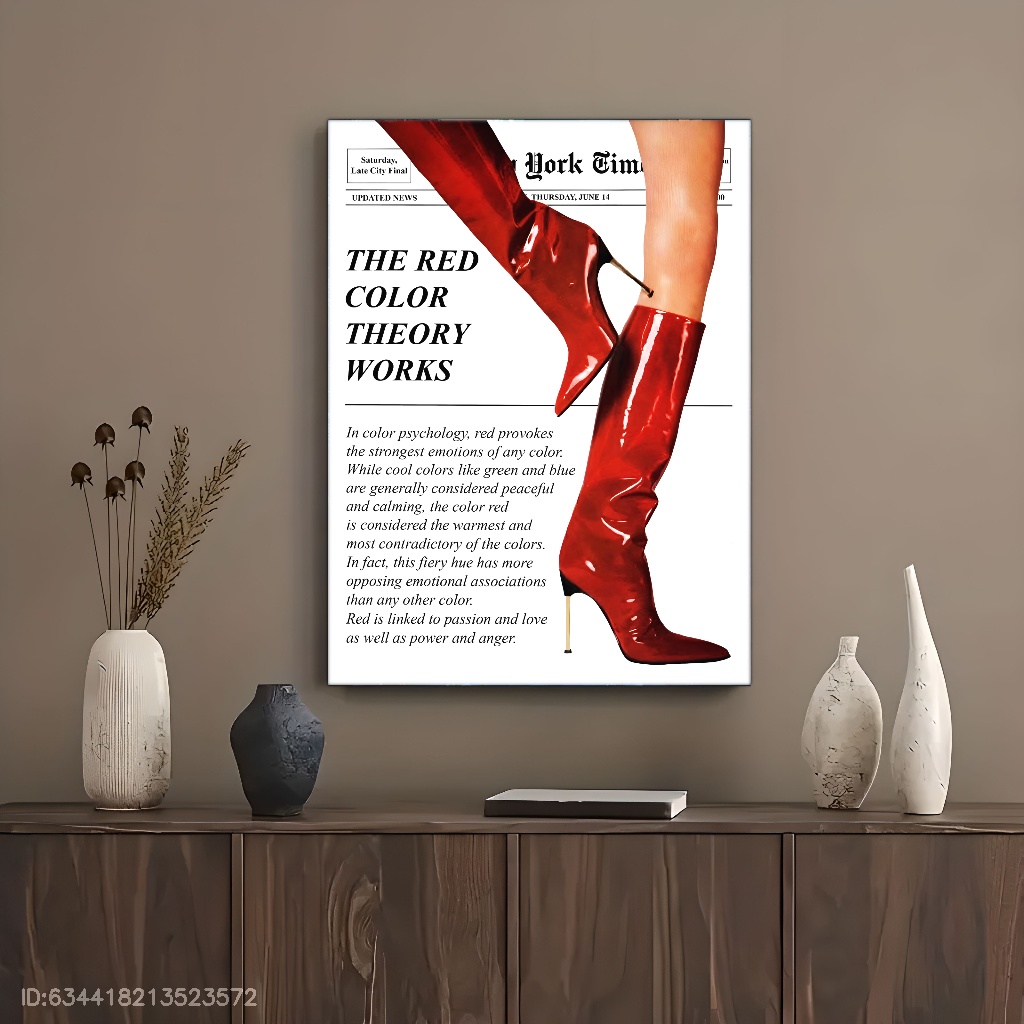 Saturday,
Late City Final
York Tim
UPDATED NEWS
THURSDAY, JUNE 14
00
THE RED
COLOR
THEORY
WORKS
In color psychology, red provokes
the strongest emotions of any color.
While cool colors like green and blue
are generally considered peaceful
and calming, the color red
is considered the warmest and
most contradictory of the colors.
In fact, this fiery hue has more
opposing emotional associations
than any other color.
Red is linked to passion and love
as well as power and anger.
ID:634418213523572